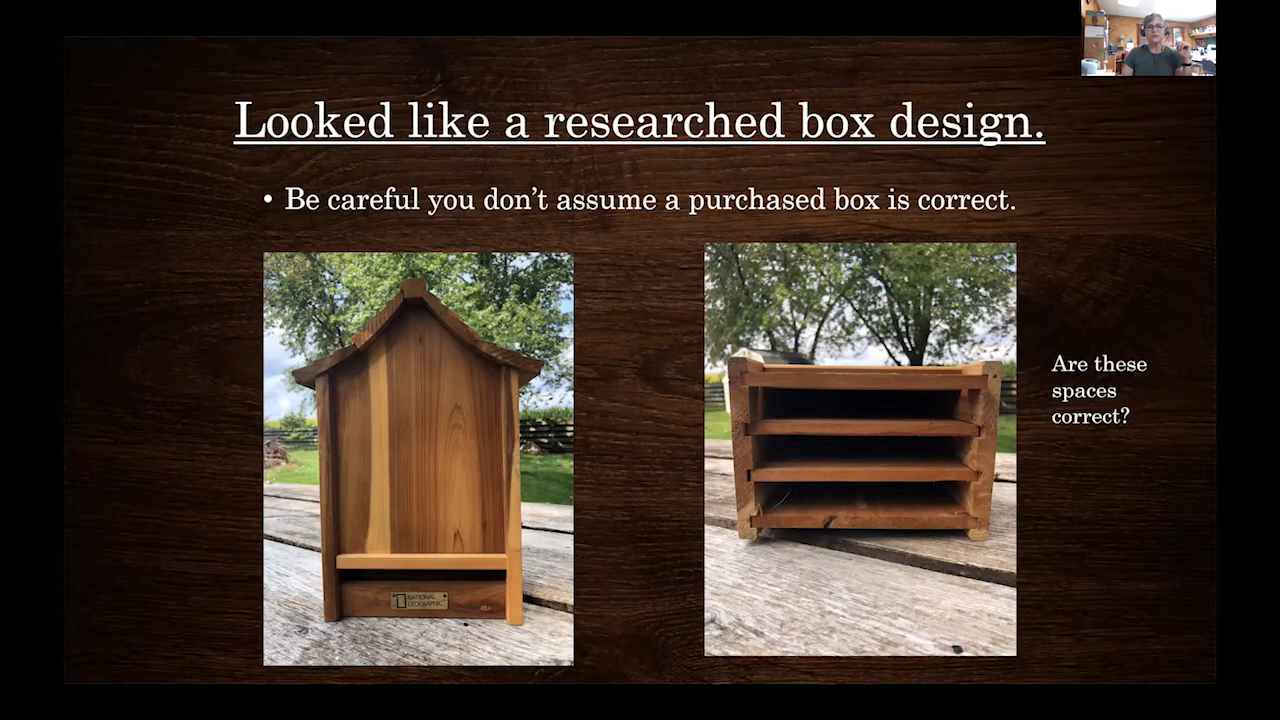 Looked like a researched box design.
• Be careful you don’t assume a purchased box is correct.
Are these
spaces
correct?
NATIONAL
GEOGRAPHIC